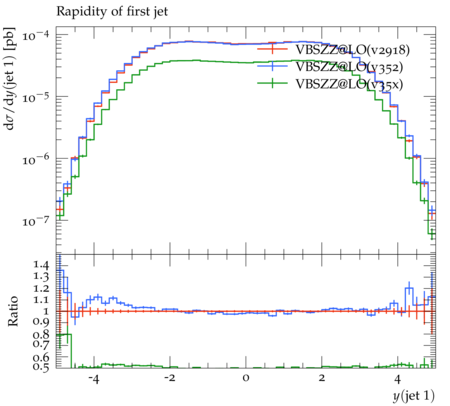 Rapidity of first jet
dσ/dy(jet 1) [pb]
10⁻⁴
10⁻⁵
10⁻⁶
10⁻⁷
VBSZZ@LO(v2918)
VBSZZ@LO(v352)
VBSZZ@LO(v35x)
Ratio
1.4
1.3
1.2
1.1
1
0.9
0.8
0.7
0.6
0.5
-4 -2 0 2 4
y(jet 1)